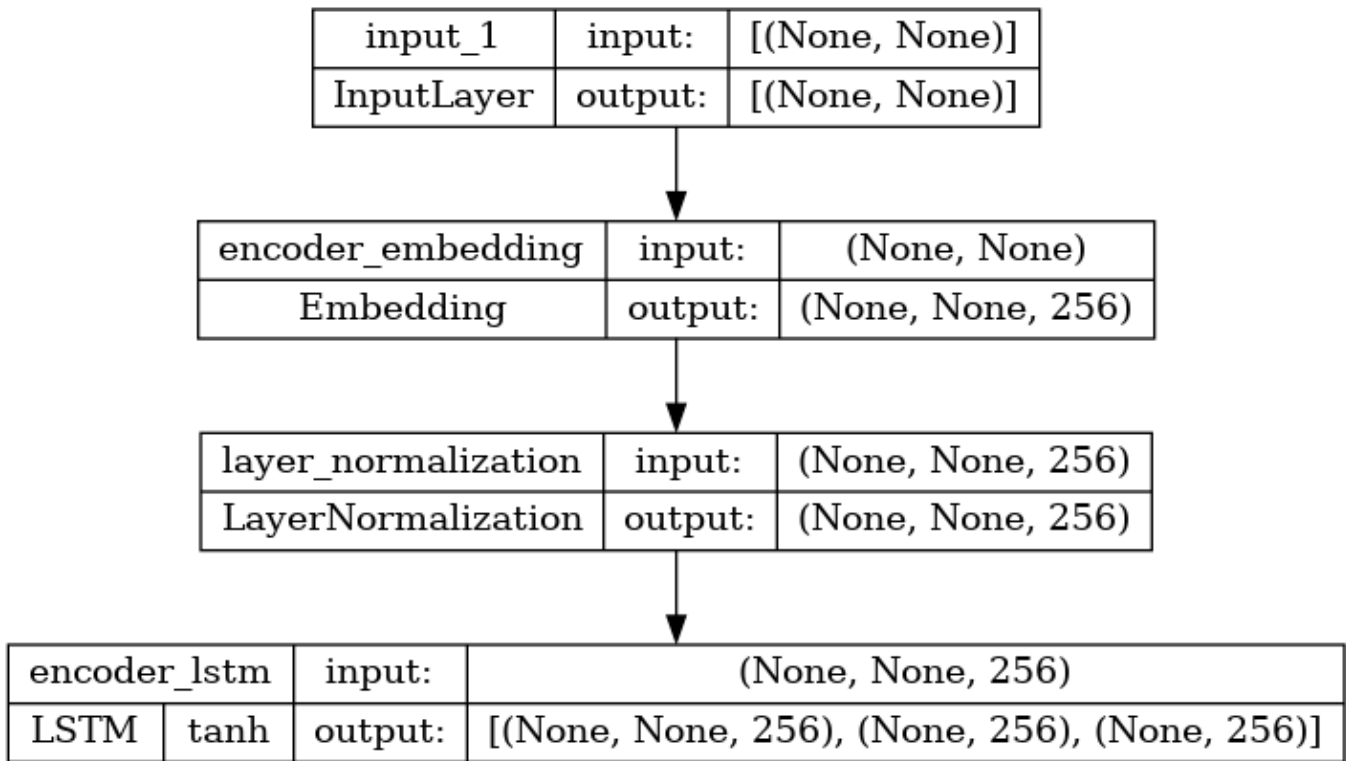 input_1 input: [(None, None)]
InputLayer output: [(None, None)]
encoder_embedding input: (None, None)
Embedding output: (None, None, 256)
layer_normalization input: (None, None, 256)
LayerNormalization output: (None, None, 256)
encoder_lstm input: (None, None, 256)
LSTM tanh output: [(None, None, 256), (None, 256), (None, 256)]